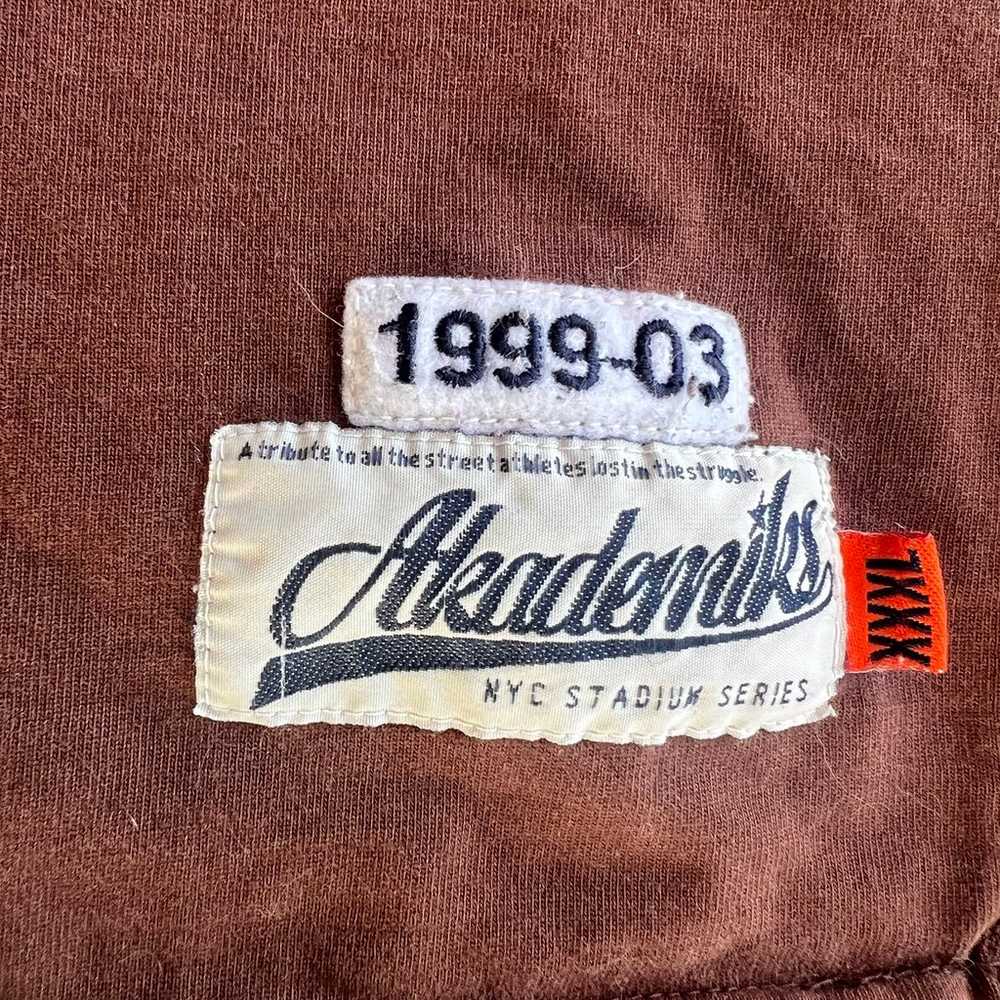 1999-03
A tribute to all the street athletes lost in the struggle.
Akademiks
NYC STADIUM SERIES
XXXL